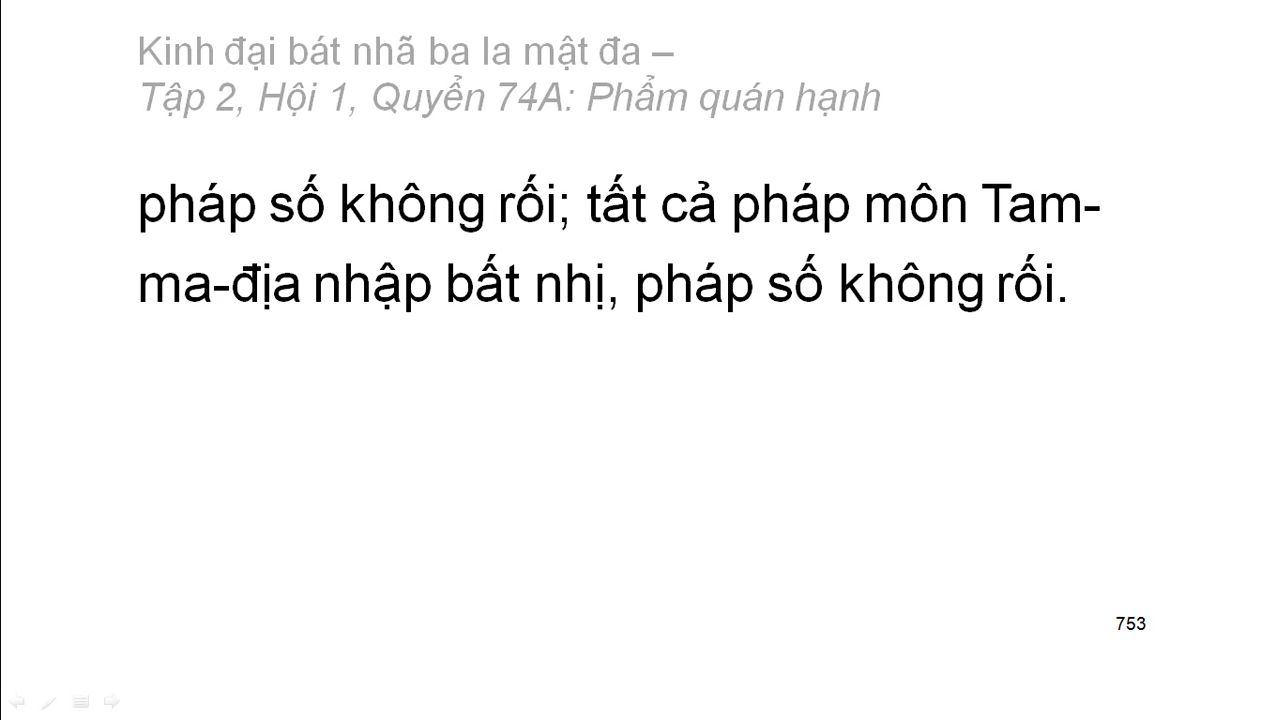 Kinh đại bát nhã ba la mật đa –
Tập 2, Hội 1, Quyển 74A: Phẩm quán hạnh
pháp số không rối; tất cả pháp môn Tam-
ma-địa nhập bất nhị, pháp số không rối.
753